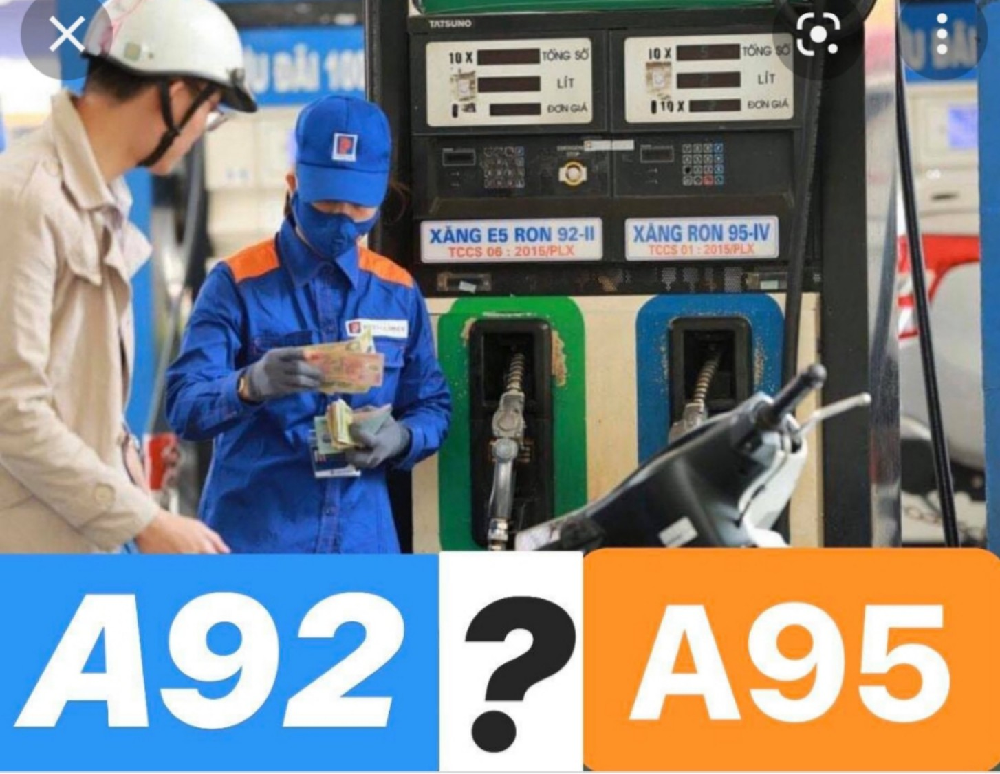 TATSUNO
10 X TỔNG SỐ
LÍT
ĐƠN GIÁ
10 X TỔNG SỐ
LÍT
10 X ĐƠN GIÁ
ĐÃI
XĂNG E5 RON 92-II
TCCS 06 : 2015/PLX
XĂNG RON 95-IV
TCCS 01 : 2015/PLX
A92
?
A95